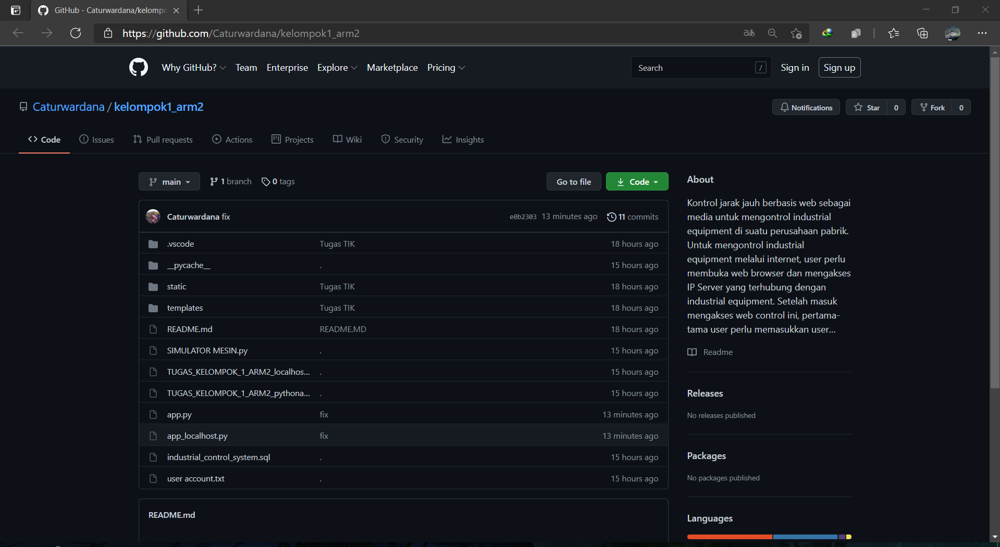 GitHub - Caturwardana/kelompo
https://github.com/Caturwardana/kelompok1_arm2
aあ
Why GitHub? Team Enterprise Explore Marketplace Pricing Search / Sign in Sign up
Caturwardana / kelompok1_arm2 Notifications Star 0 Fork 0
<> Code Issues Pull requests Actions Projects Wiki Security Insights
main 1 branch 0 tags Go to file Code
Caturwardana fix e0b2303 13 minutes ago 11 commits
.vscode Tugas TIK 18 hours ago
__pycache__ . 15 hours ago
static Tugas TIK 18 hours ago
templates Tugas TIK 18 hours ago
README.md README.MD 18 hours ago
SIMULATOR MESIN.py . 15 hours ago
TUGAS_KELOMPOK_1_ARM2_localhos... . 15 hours ago
TUGAS_KELOMPOK_1_ARM2_pythona... . 15 hours ago
app.py fix 13 minutes ago
app_localhost.py fix 13 minutes ago
industrial_control_system.sql . 15 hours ago
user account.txt . 15 hours ago
README.md
About
Kontrol jarak jauh berbasis web sebagai
media untuk mengontrol industrial
equipment di suatu perusahaan pabrik.
Untuk mengontrol industrial
equipment melalui internet, user perlu
membuka web browser dan mengakses
IP Server yang terhubung dengan
industrial equipment. Setelah masuk
mengakses web control ini, pertama-
tama user perlu memasukkan user...
Readme
Releases
No releases published
Packages
No packages published
Languages